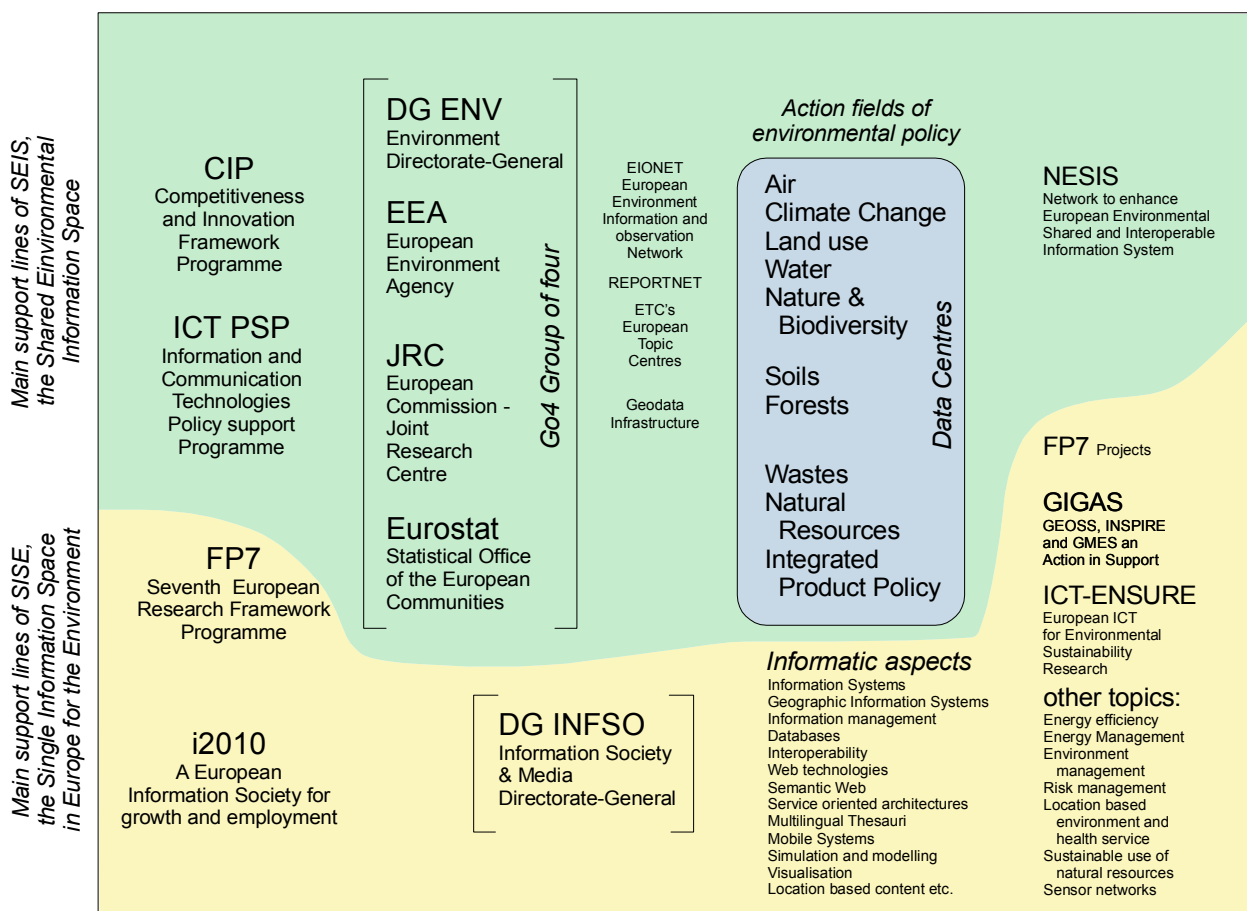 Main support lines of SEIS,
the Shared Einvironmental
Information Space
Main support lines of SISE,
the Single Information Space
in Europe for the Environment
CIP
Competitiveness
and Innovation
Framework
Programme
ICT PSP
Information and
Communication
Technologies
Policy support
Programme
FP7
Seventh European
Research Framework
Programme
i2010
A European
Information Society for
growth and employment
DG ENV
Environment
Directorate-General
EEA
European
Environment
Agency
JRC
European
Commission -
Joint
Research
Centre
Eurostat
Statistical Office
of the European
Communities
Go4 Group of four
DG INFSO
Information Society
& Media
Directorate-General
EIONET
European
Environment
Information and
observation
Network
REPORTNET
ETC's
European
Topic
Centres
Geodata
Infrastructure
Action fields of
environmental policy
Air
Climate Change
Land use
Water
Nature &
Biodiversity
Soils
Forests
Wastes
Natural
Resources
Integrated
Product Policy
Data Centres
Informatic aspects
Information Systems
Geographic Information Systems
Information management
Databases
Interoperability
Web technologies
Semantic Web
Service oriented architectures
Multilingual Thesauri
Mobile Systems
Simulation and modelling
Visualisation
Location based content etc.
NESIS
Network to enhance
European Environmental
Shared and Interoperable
Information System
FP7 Projects
GIGAS
GEOSS, INSPIRE
and GMES an
Action in Support
ICT-ENSURE
European ICT
for Environmental
Sustainability
Research
other topics:
Energy efficiency
Energy Management
Environment
management
Risk management
Location based
environment and
health service
Sustainable use of
natural resources
Sensor networks